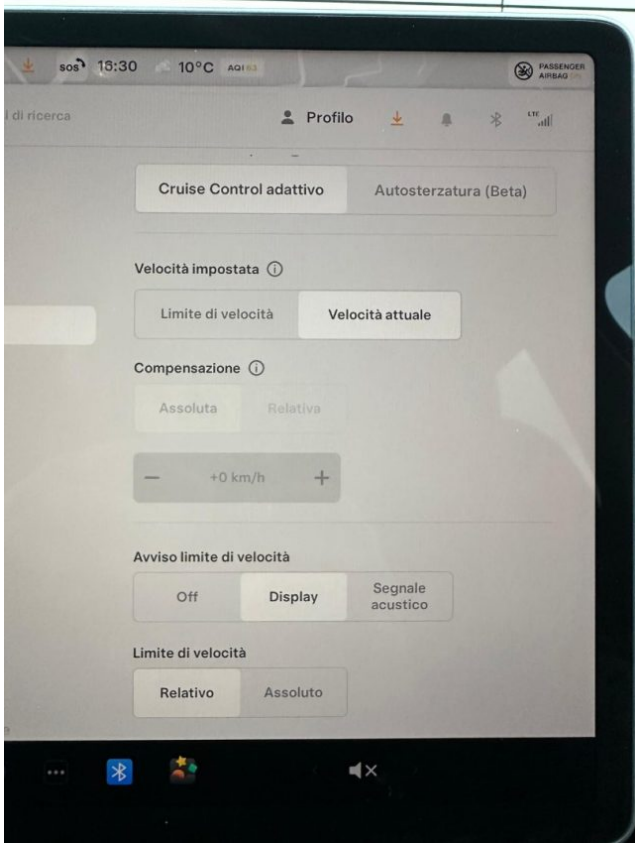 sos 18:30 10°C AQI 63 PASSENGER
AIRBAG
di ricerca Profilo LTE
Cruise Control adattivo Autosterzatura (Beta)
Velocità impostata
Limite di velocità Velocità attuale
Compensazione
Assoluta Relativa
— +0 km/h +
Avviso limite di velocità
Off Display Segnale
acustico
Limite di velocità
Relativo Assoluto